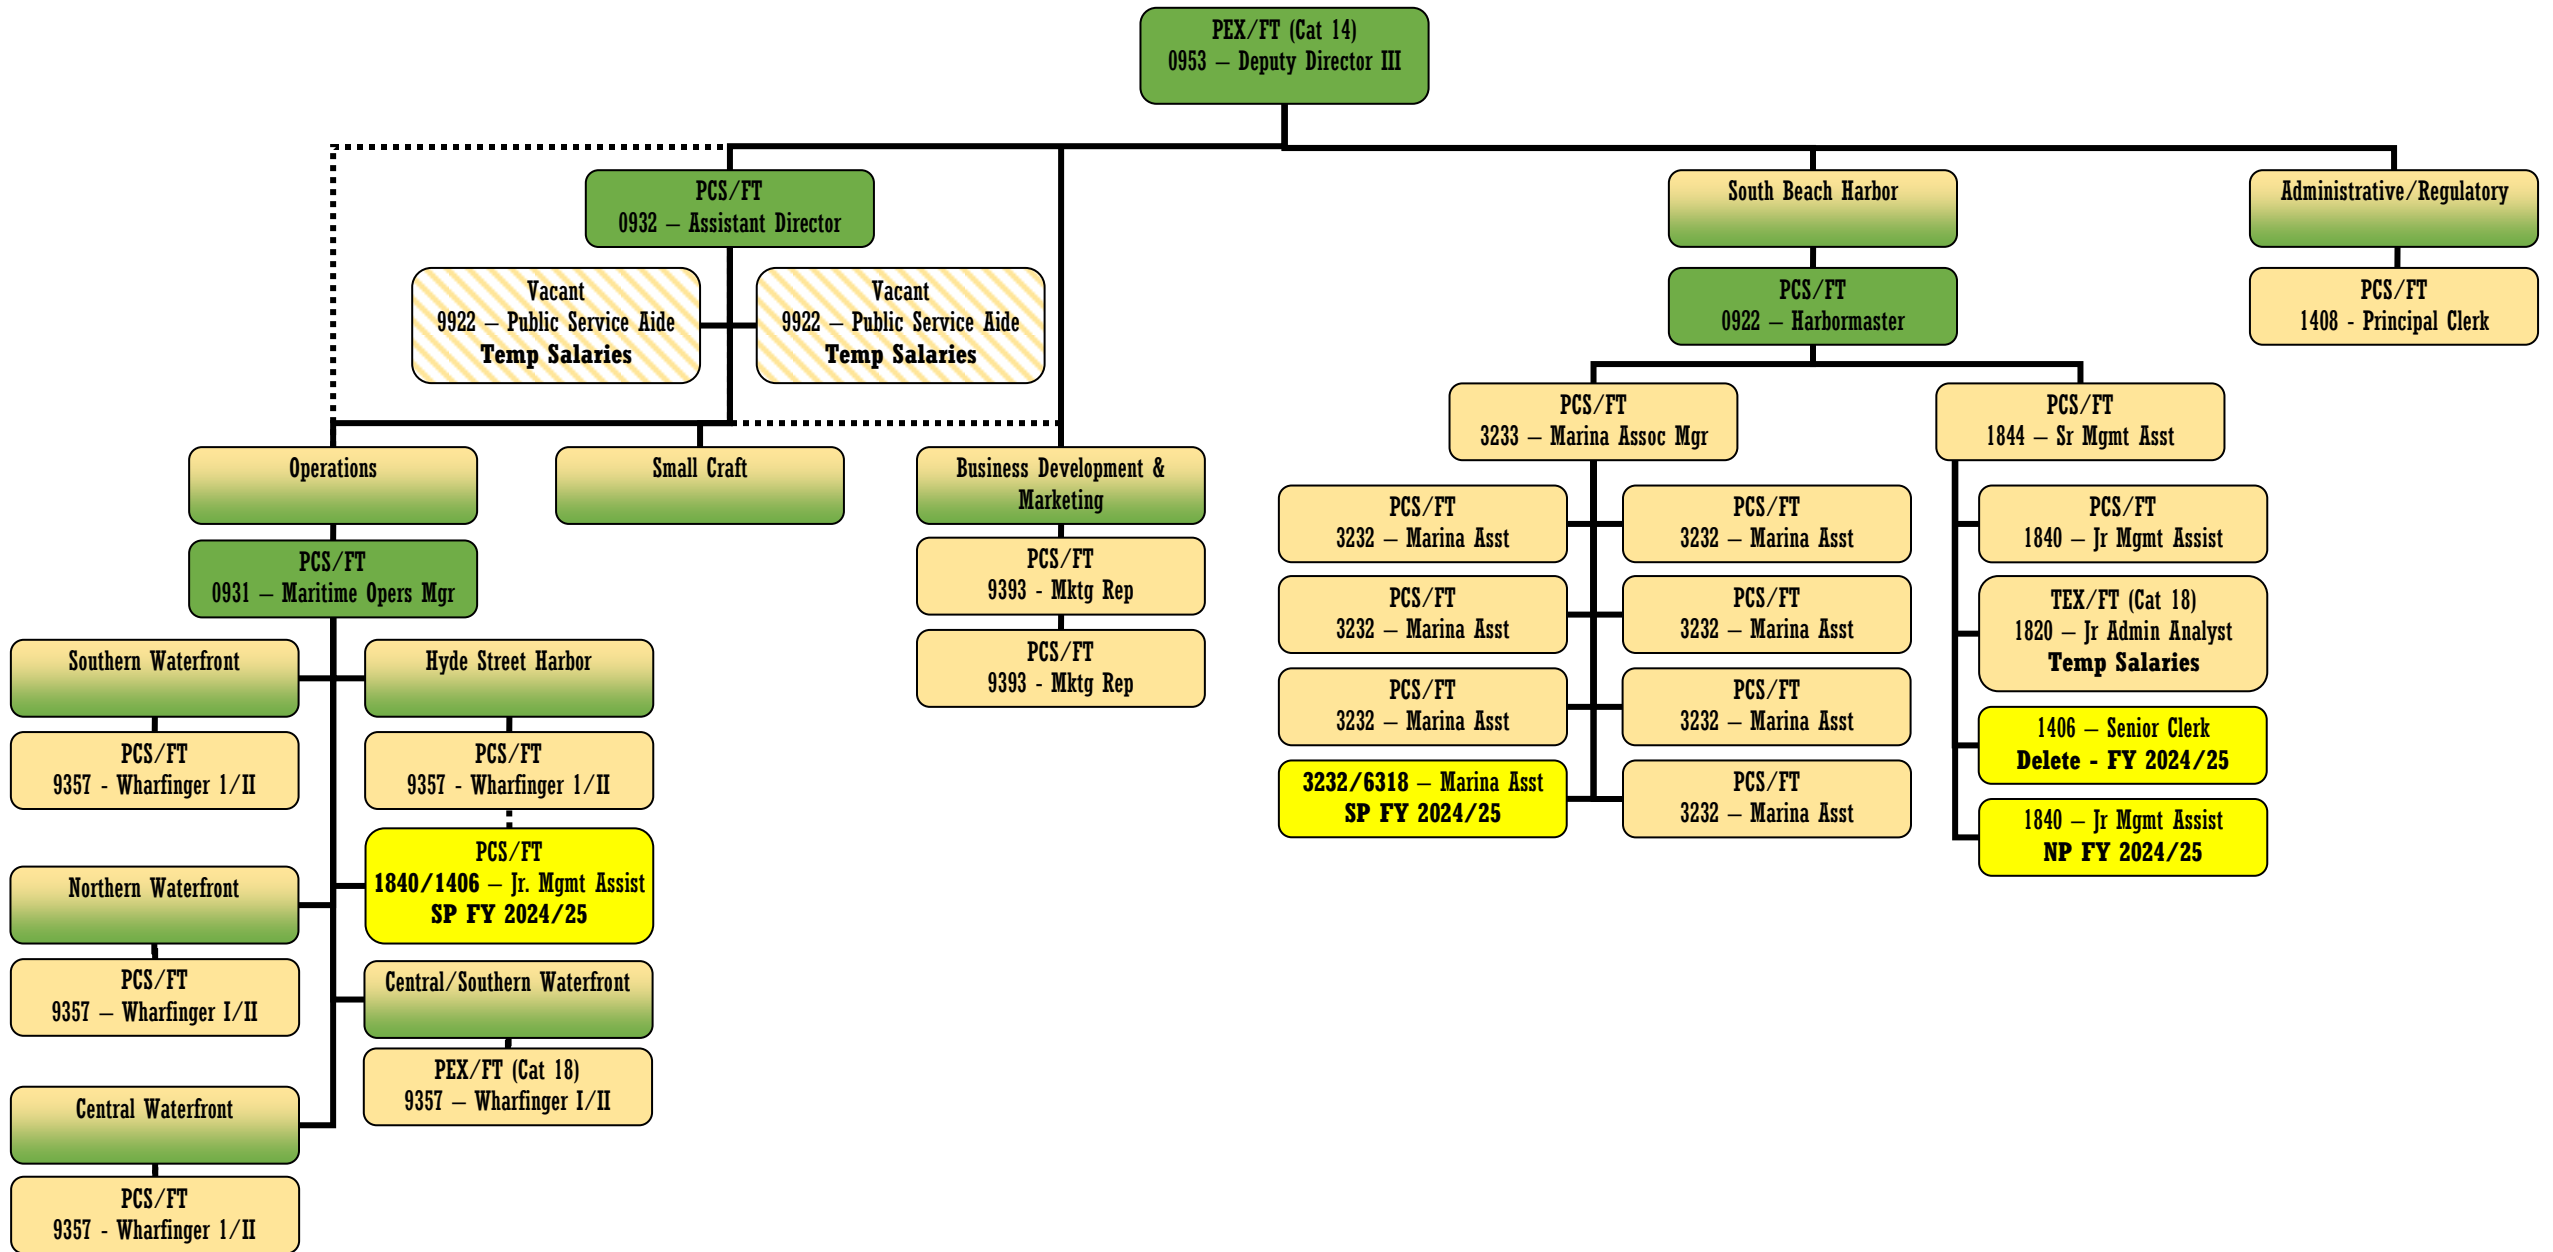 PEX/FT (Cat 14)
0953 – Deputy Director III
PCS/FT
0932 – Assistant Director
Vacant
9922 – Public Service Aide
Temp Salaries
Vacant
9922 – Public Service Aide
Temp Salaries
Operations
PCS/FT
0931 – Maritime Opers Mgr
Southern Waterfront
PCS/FT
9357 - Wharfinger 1/II
Hyde Street Harbor
PCS/FT
9357 - Wharfinger 1/II
PCS/FT
1840/1406 – Jr. Mgmt Assist
SP FY 2024/25
Northern Waterfront
PCS/FT
9357 – Wharfinger I/II
Central/Southern Waterfront
PEX/FT (Cat 18)
9357 – Wharfinger I/II
Central Waterfront
PCS/FT
9357 - Wharfinger 1/II
Small Craft
Business Development &
Marketing
PCS/FT
9393 - Mktg Rep
PCS/FT
9393 - Mktg Rep
South Beach Harbor
PCS/FT
0922 – Harbormaster
PCS/FT
3233 – Marina Assoc Mgr
PCS/FT
3232 – Marina Asst
PCS/FT
3232 – Marina Asst
PCS/FT
3232 – Marina Asst
PCS/FT
3232 – Marina Asst
PCS/FT
3232 – Marina Asst
PCS/FT
3232 – Marina Asst
3232/6318 – Marina Asst
SP FY 2024/25
PCS/FT
3232 – Marina Asst
PCS/FT
1844 – Sr Mgmt Asst
PCS/FT
1840 – Jr Mgmt Assist
TEX/FT (Cat 18)
1820 – Jr Admin Analyst
Temp Salaries
1406 – Senior Clerk
Delete - FY 2024/25
1840 – Jr Mgmt Assist
NP FY 2024/25
Administrative/Regulatory
PCS/FT
1408 - Principal Clerk